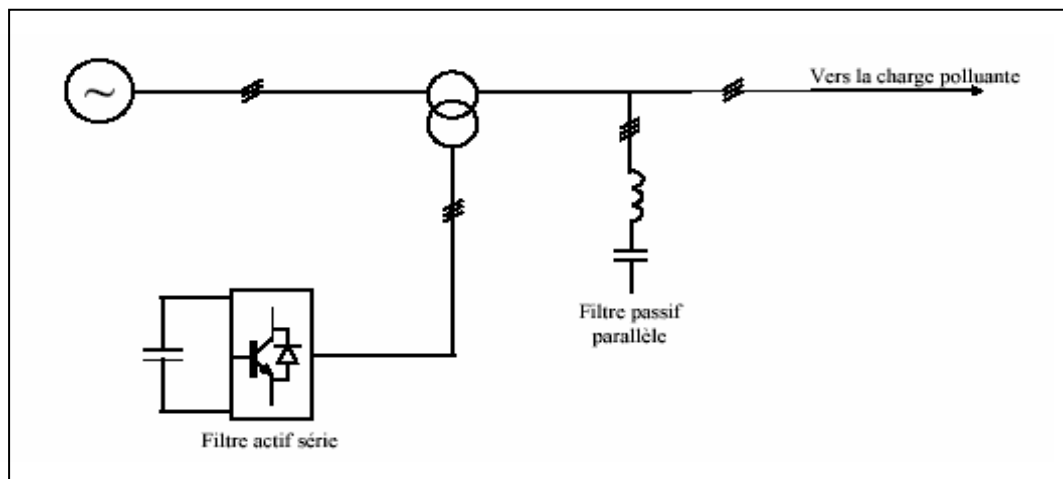 ~
Vers la charge polluante
Filtre passif
parallèle
Filtre actif série